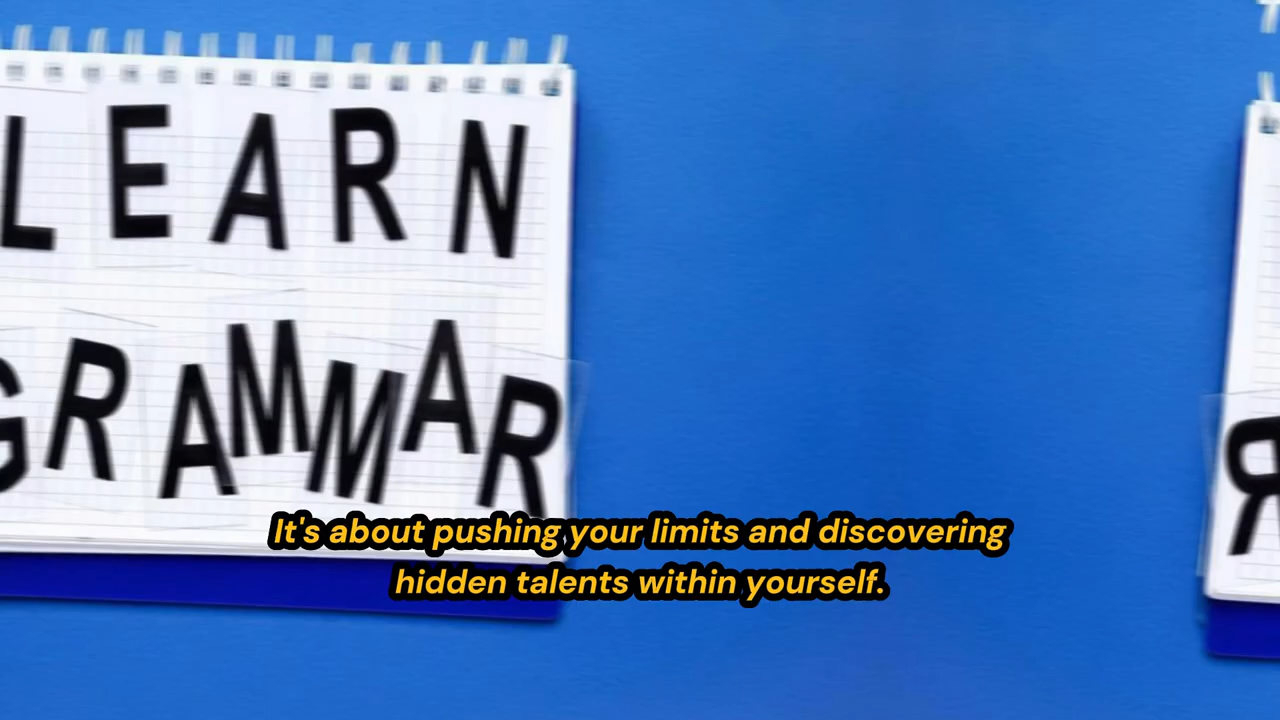 LEARN
GRAMMAR
It's about pushing your limits and discovering
hidden talents within yourself.